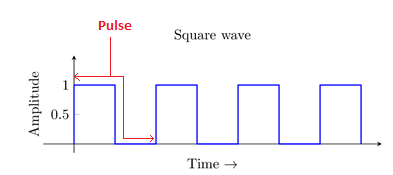 Pulse
Square wave
Amplitude
1
0.5
Time →